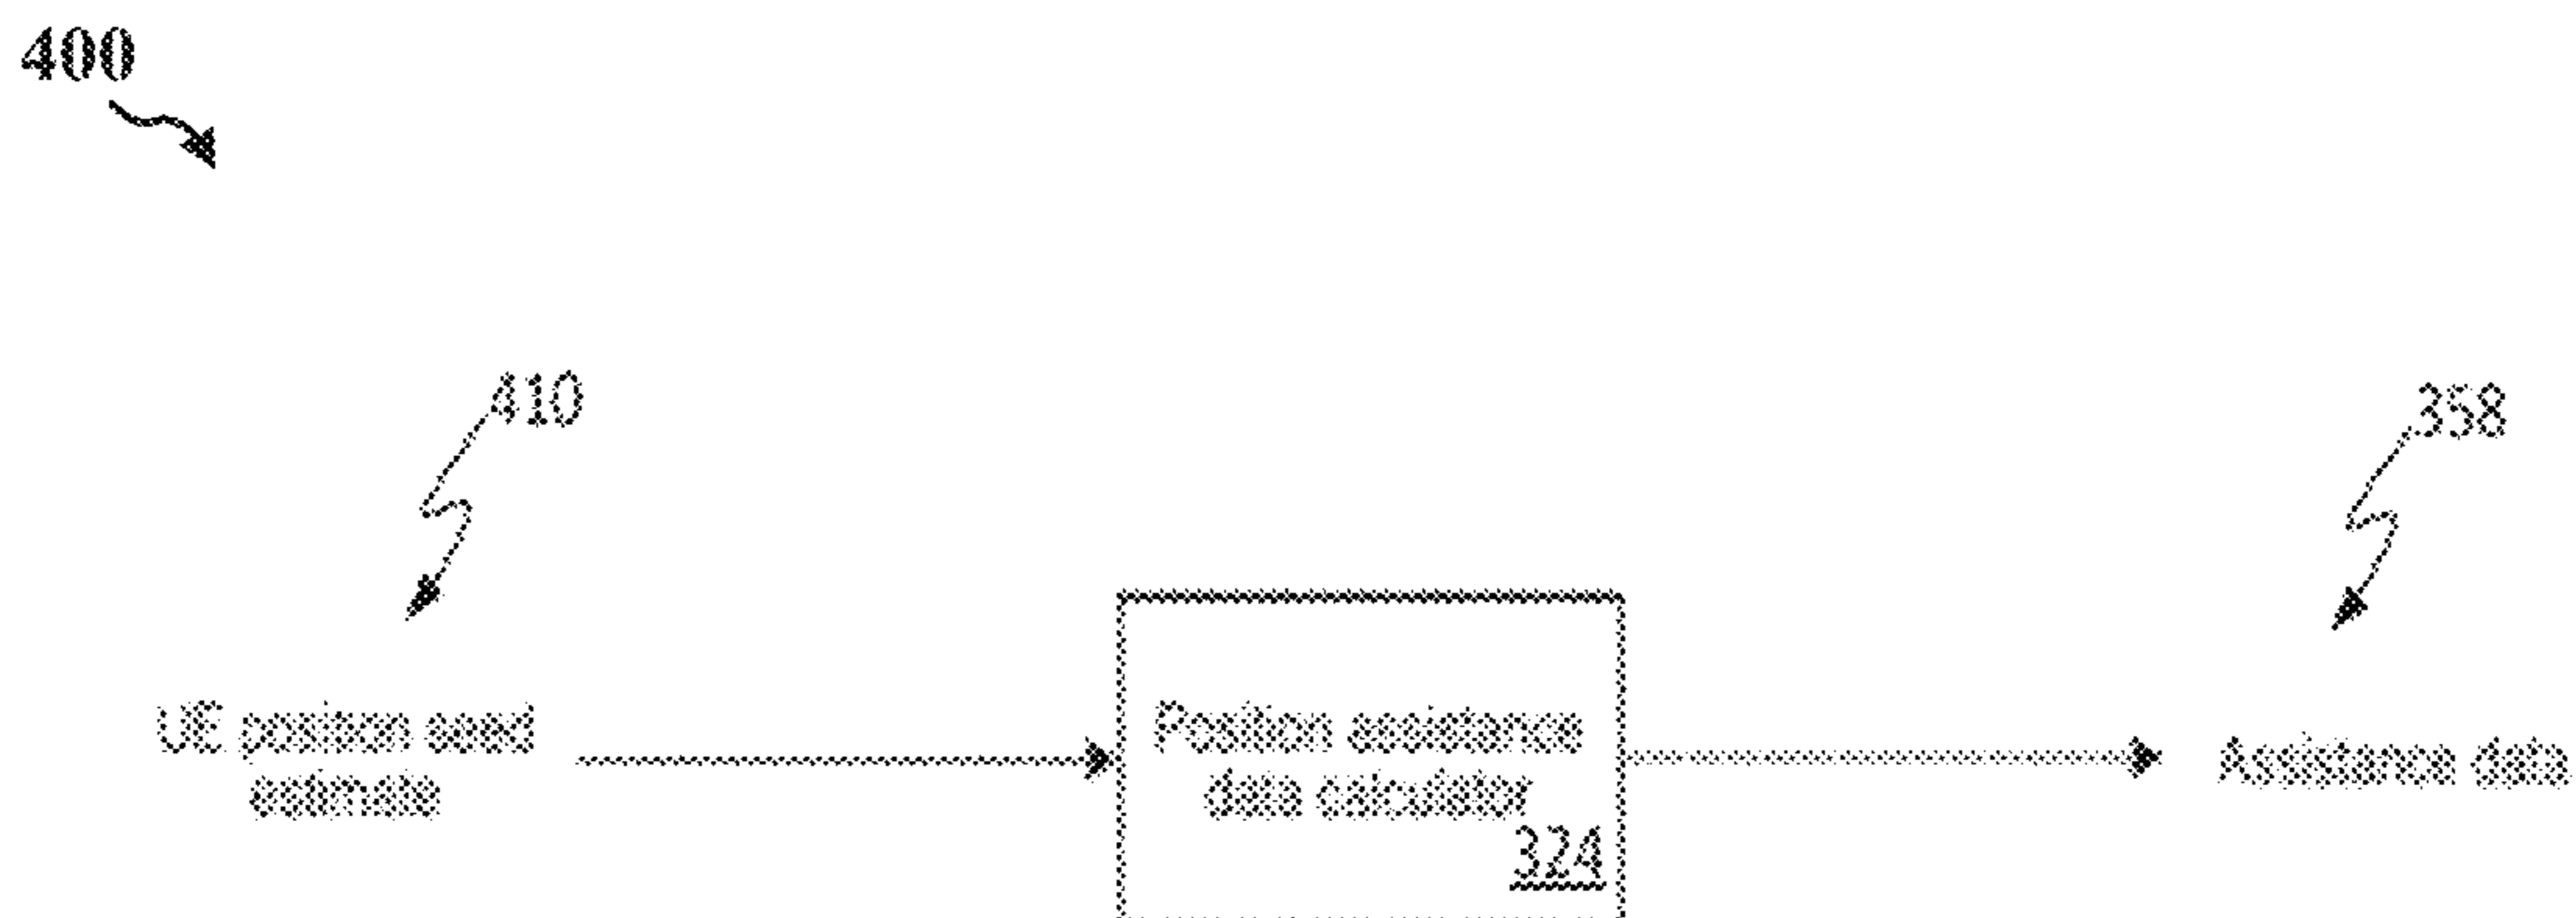 400
410
358
UE position seed
estimate
Position assistance
data calculator
324
Assistance data